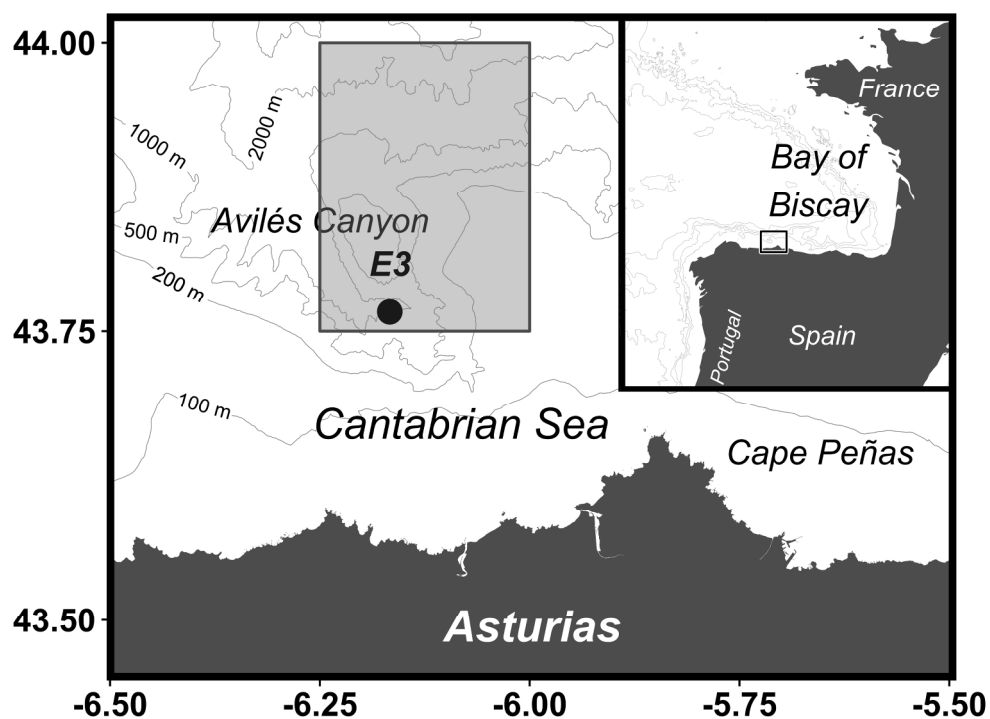 44.00
43.75
43.50
-6.50
-6.25
-6.00
-5.75
-5.50
1000 m
2000 m
500 m
200 m
100 m
Avilés Canyon
E3
Cantabrian Sea
Cape Peñas
Asturias
France
Bay of
Biscay
Portugal
Spain